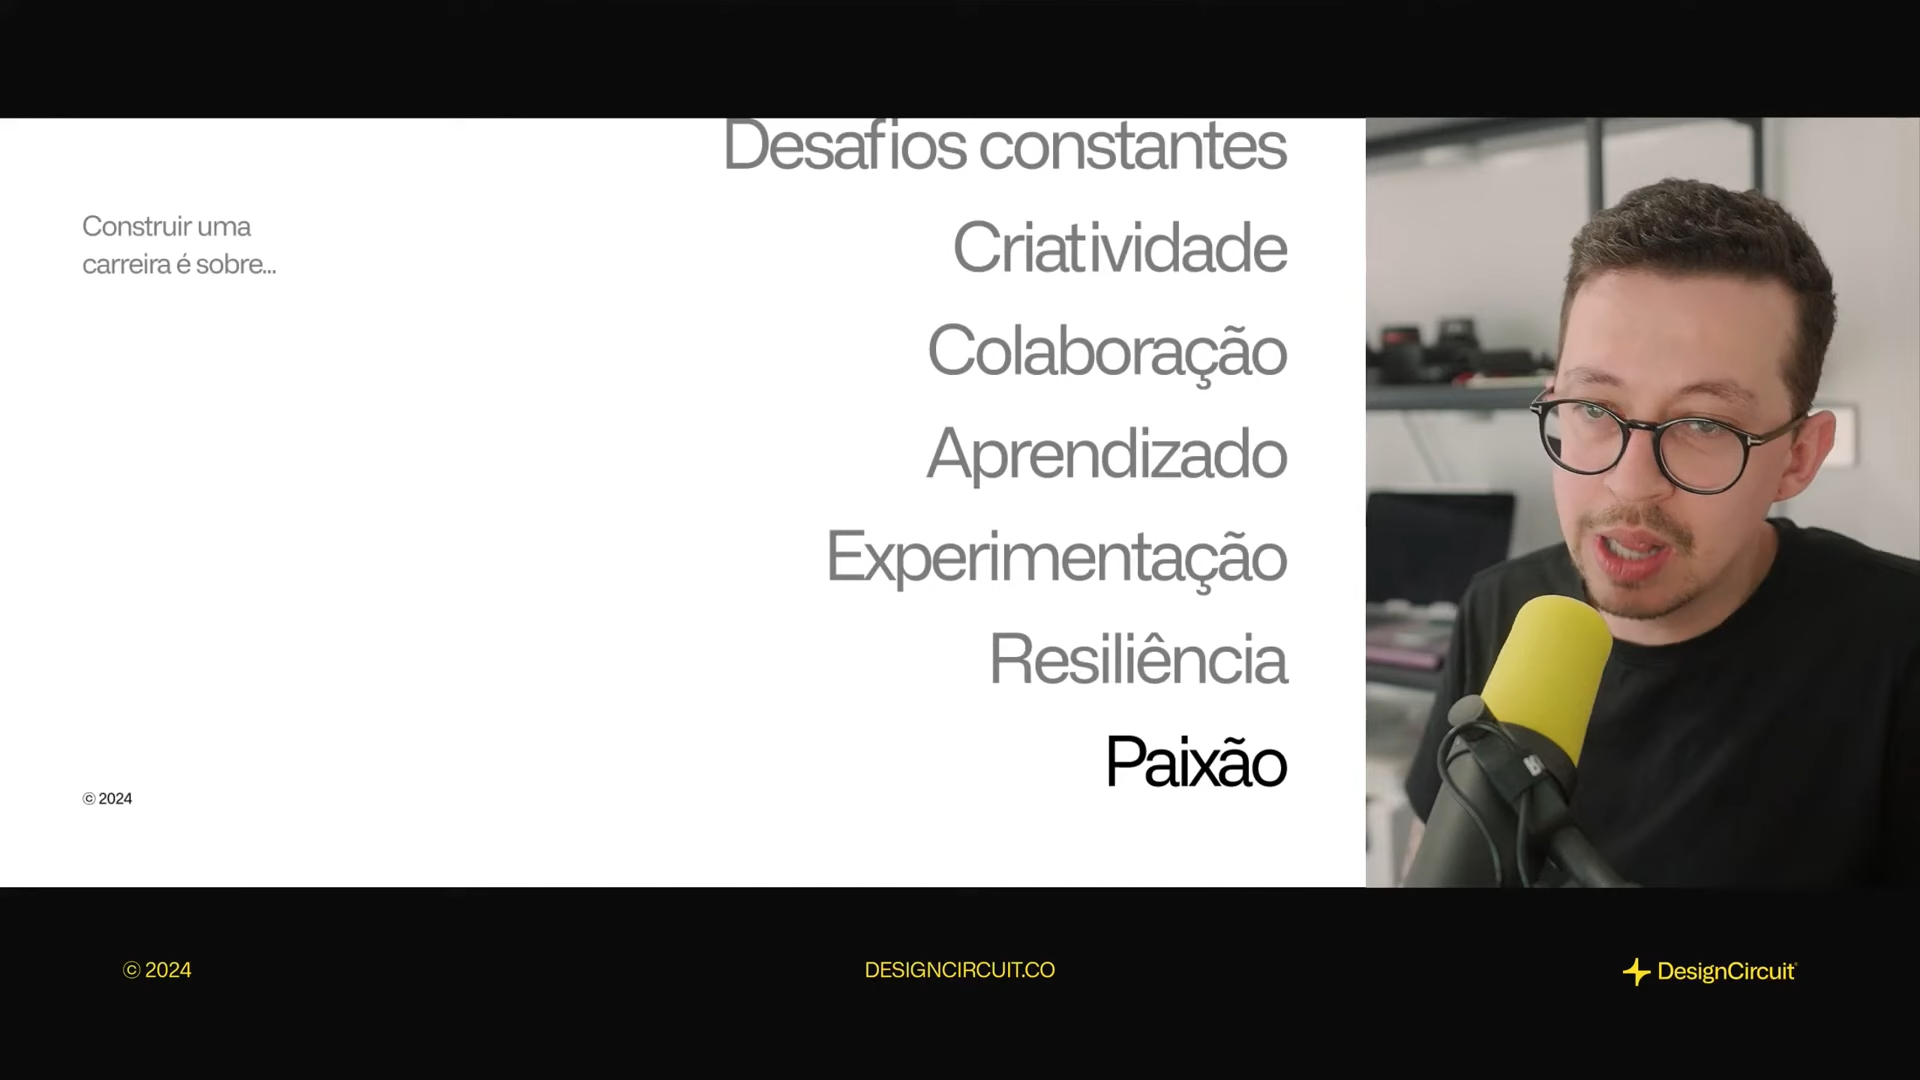 Construir uma
carreira é sobre...
Desafios constantes
Criatividade
Colaboração
Aprendizado
Experimentação
Resiliência
Paixão
© 2024
© 2024
DESIGNCIRCUIT.CO
DesignCircuit